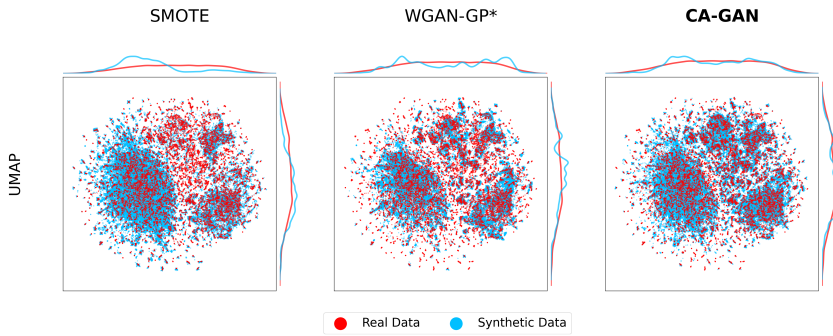 SMOTE
WGAN-GP*
CA-GAN
UMAP
Real Data
Synthetic Data